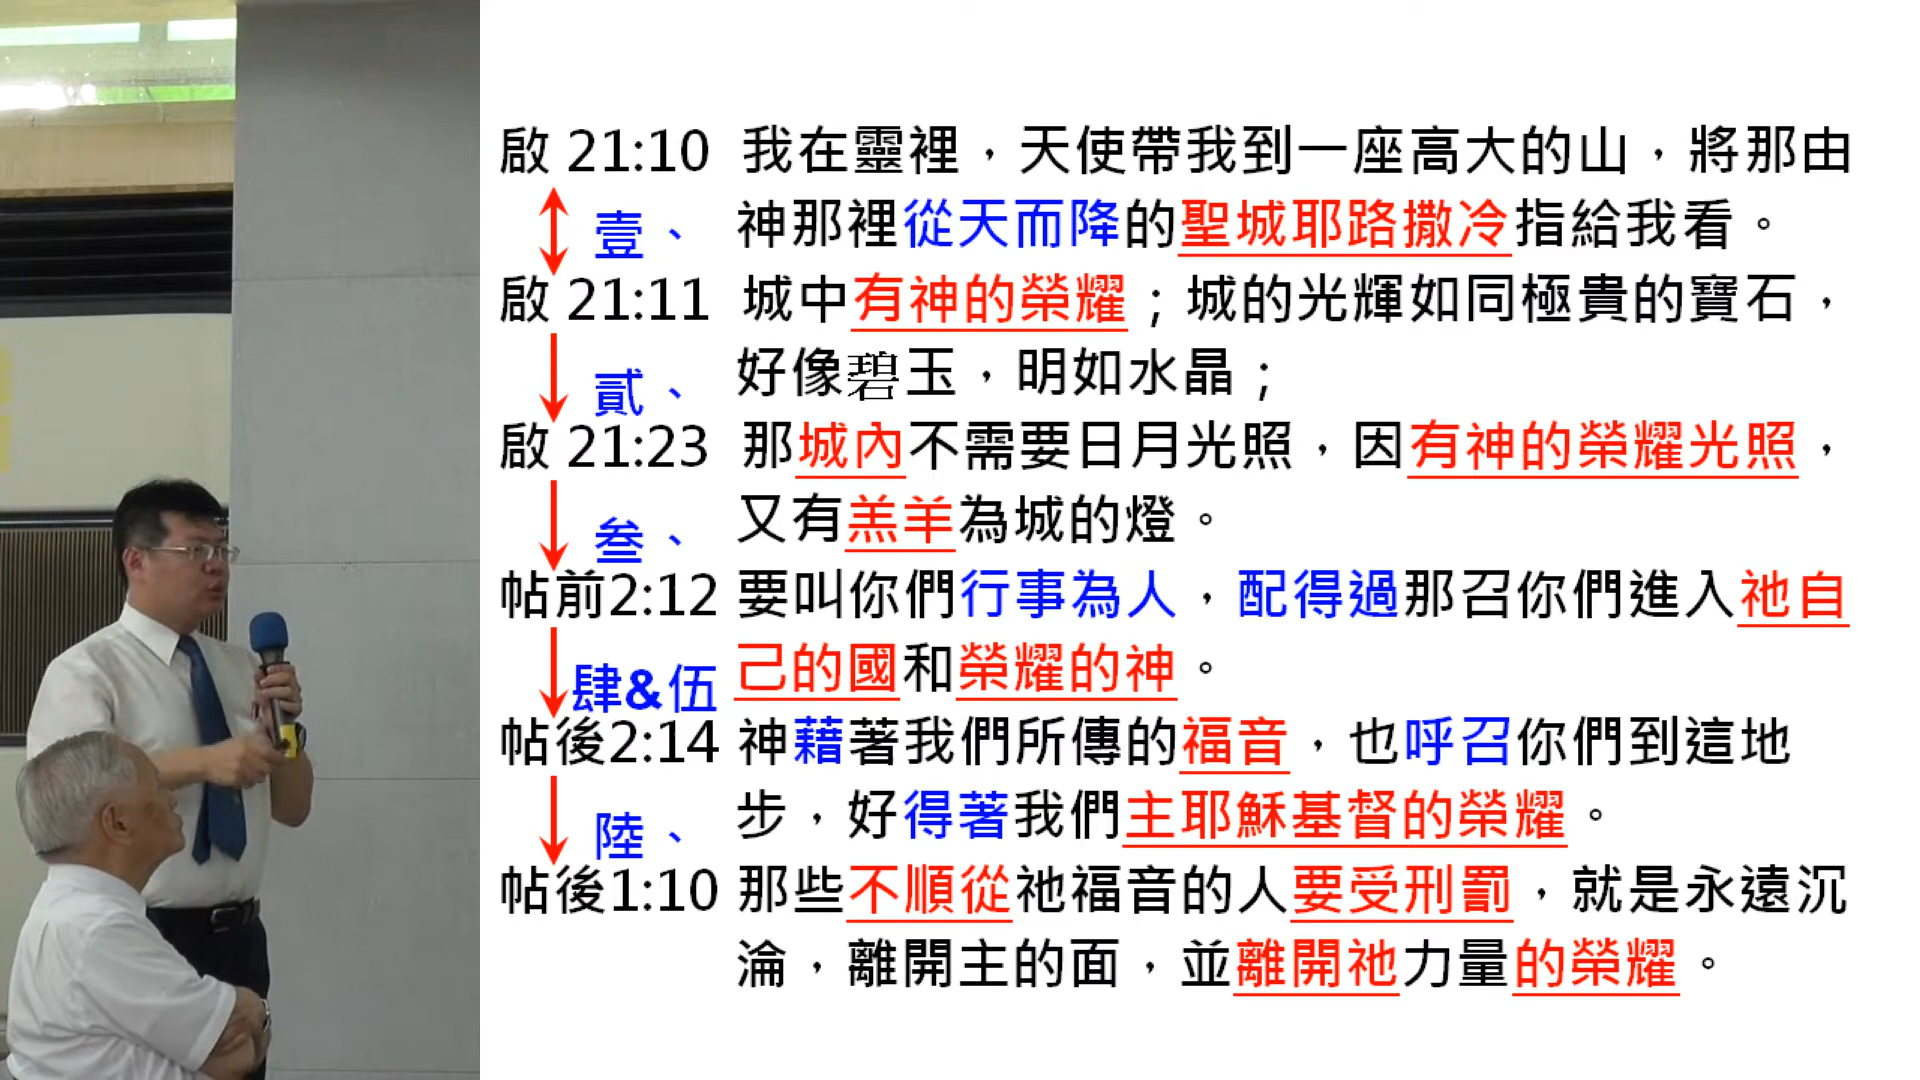 啟 21:10 我在靈裡，天使帶我到一座高大的山，將那由
壹、 神那裡從天而降的聖城耶路撒冷指給我看。
啟 21:11 城中有神的榮耀；城的光輝如同極貴的寶石，
貳、 好像碧玉，明如水晶；
啟 21:23 那城內不需要日月光照，因有神的榮耀光照，
叁、 又有羔羊為城的燈。
帖前2:12 要叫你們行事為人，配得過那召你們進入祂自
肆&伍 己的國和榮耀的神。
帖後2:14 神藉著我們所傳的福音，也呼召你們到這地
陸、 步，好得著我們主耶穌基督的榮耀。
帖後1:10 那些不順從祂福音的人要受刑罰，就是永遠沉
淪，離開主的面，並離開祂力量的榮耀。